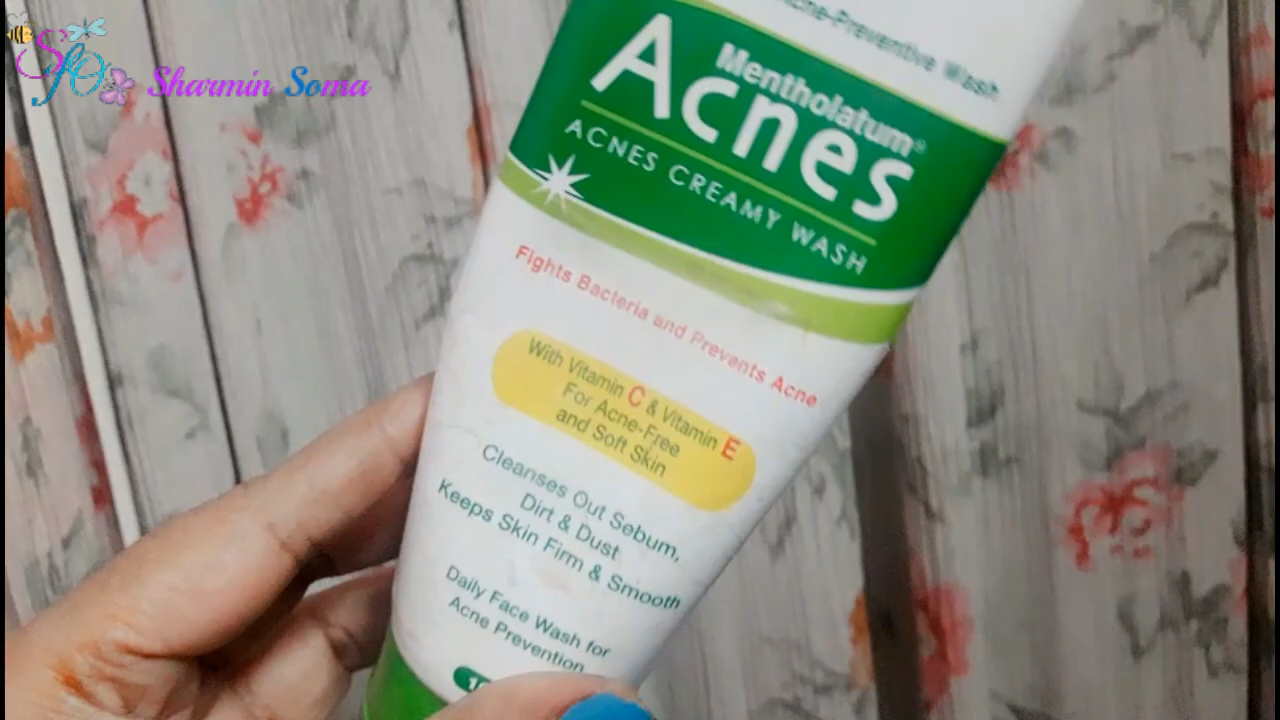 Sharmin Soma
Acne-Preventive Wash
Mentholatum®
Acnes
ACNES CREAMY WASH
Fights Bacteria and Prevents Acne
With Vitamin C & Vitamin E
For Acne-Free
and Soft Skin
Cleanses Out Sebum,
Dirt & Dust
Keeps Skin Firm & Smooth
Daily Face Wash for
Acne Prevention